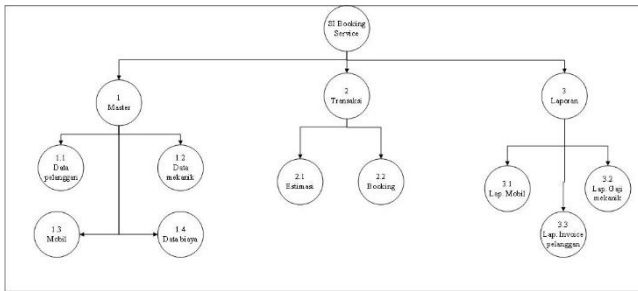 SI Booking
Service
1
Master
2
Transaksi
3
Laporan
1.1
Data
pelanggan
1.2
Data
mekanik
2.1
Estimasi
2.2
Booking
3.1
Lap. Mobil
3.2
Lap. Gaji
mekanik
1.3
Mobil
1.4
Data biaya
3.3
Lap. Invoice
pelanggan